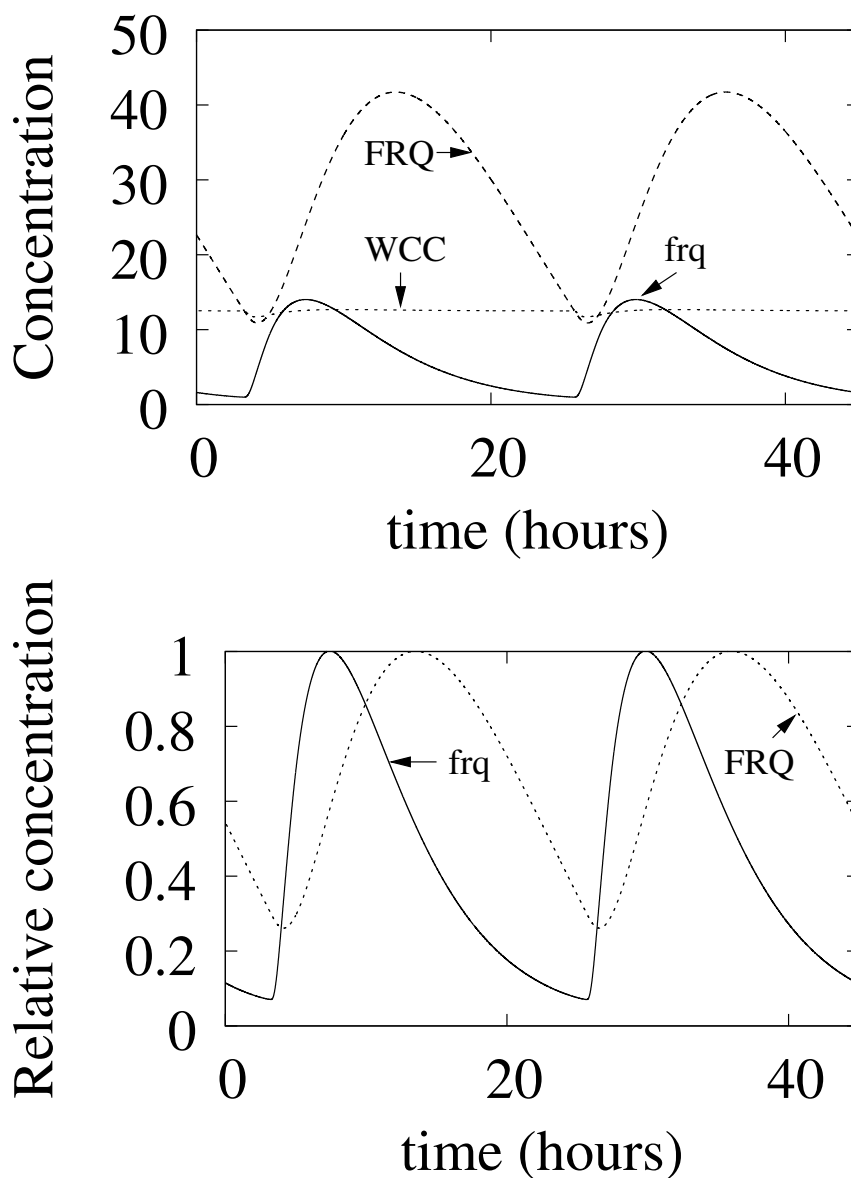 Concentration
50
40
30
20
10
0
FRQ
WCC
frq
0 20 40
time (hours)
Relative concentration
1
0.8
0.6
0.4
0.2
0
frq
FRQ
0 20 40
time (hours)